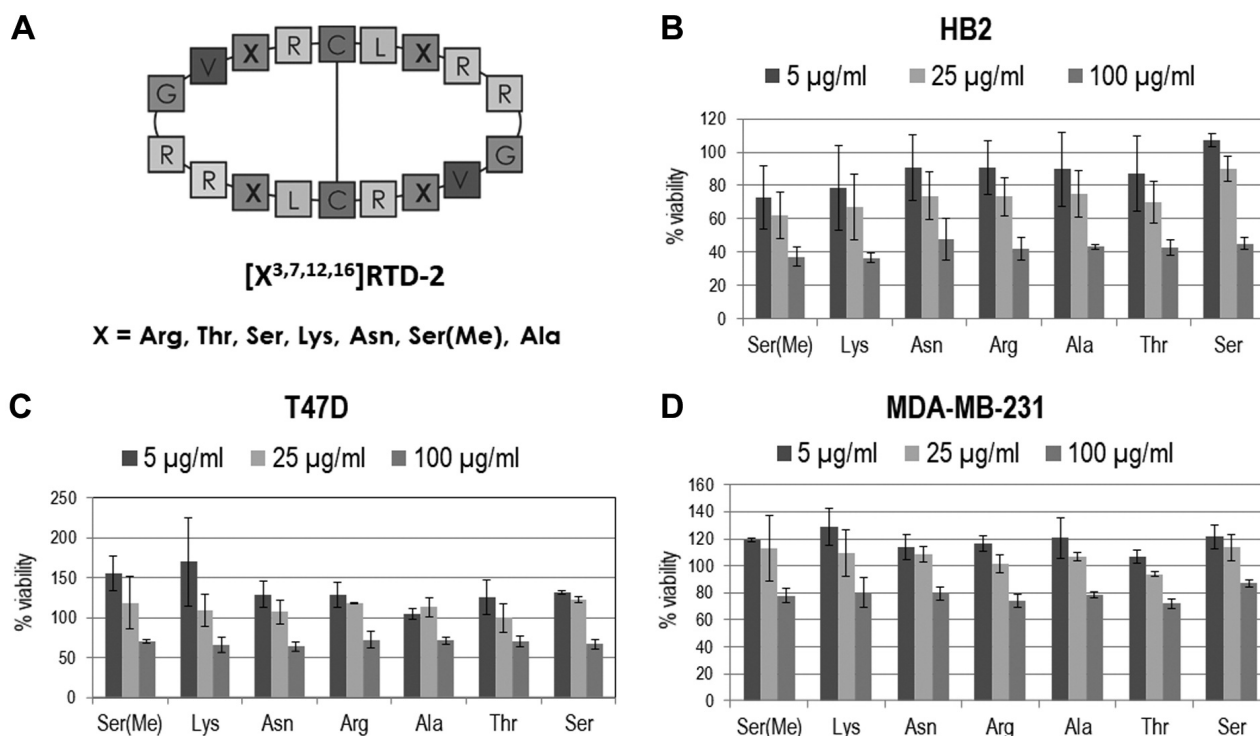 A
V X R C L X R
G R
R G
R X L C R X V
[X3,7,12,16]RTD-2
X = Arg, Thr, Ser, Lys, Asn, Ser(Me), Ala
B
HB2
5 µg/ml 25 µg/ml 100 µg/ml
% viability
120
100
80
60
40
20
0
Ser(Me) Lys Asn Arg Ala Thr Ser
C
T47D
5 µg/ml 25 µg/ml 100 µg/ml
% viability
250
200
150
100
50
0
Ser(Me) Lys Asn Arg Ala Thr Ser
D
MDA-MB-231
5 µg/ml 25 µg/ml 100 µg/ml
% viability
160
140
120
100
80
60
40
20
0
Ser(Me) Lys Asn Arg Ala Thr Ser